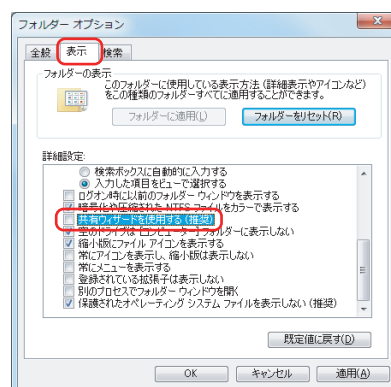 フォルダー オプション
全般 表示 検索
フォルダーの表示
このフォルダーに使用している表示方法（詳細表示やアイコンなど）
をこの種類のフォルダーすべてに適用することができます。
フォルダーに適用(L) フォルダーをリセット(R)
詳細設定:
検索ボックスに自動的に入力する
入力した項目をビューで選択する
ログオン時に以前のフォルダー ウィンドウを表示する
暗号化や圧縮された NTFS ファイルをカラーで表示する
共有ウィザードを使用する (推奨)
空のドライブは [コンピューター] フォルダーに表示しない
縮小版にファイル アイコンを表示する
常にアイコンを表示し、縮小版は表示しない
常にメニューを表示する
登録されている拡張子は表示しない
別のプロセスでフォルダー ウィンドウを開く
保護されたオペレーティング システム ファイルを表示しない (推奨)
既定値に戻す(D)
OK キャンセル 適用(A)